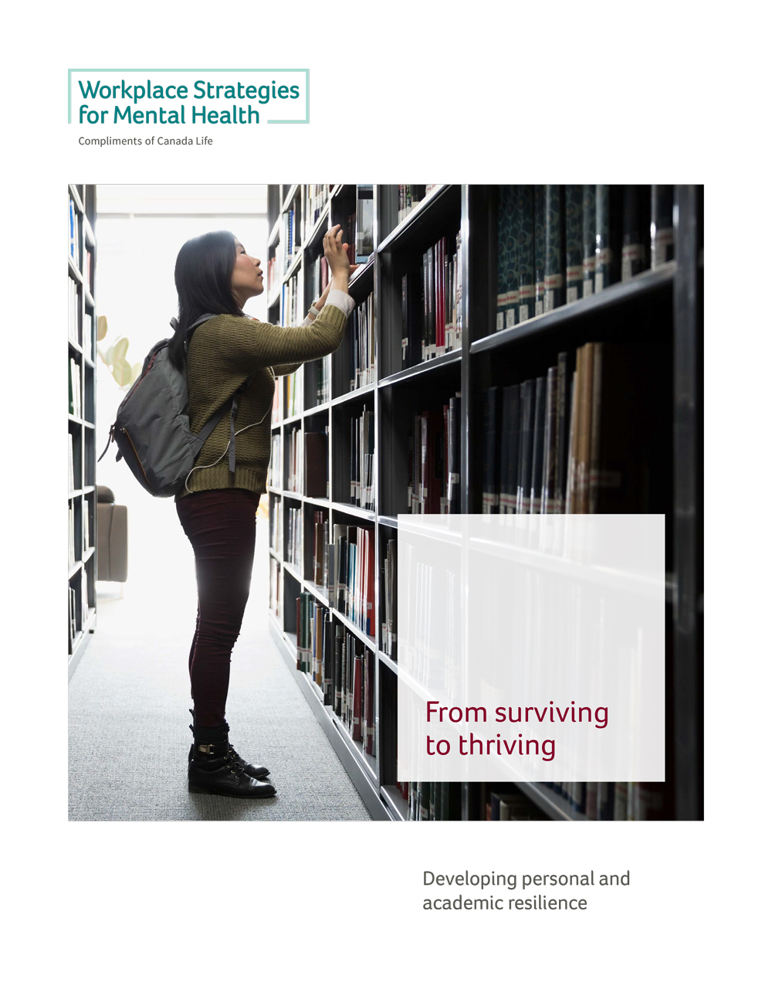 Workplace Strategies
for Mental Health
Compliments of Canada Life
From surviving
to thriving
Developing personal and
academic resilience